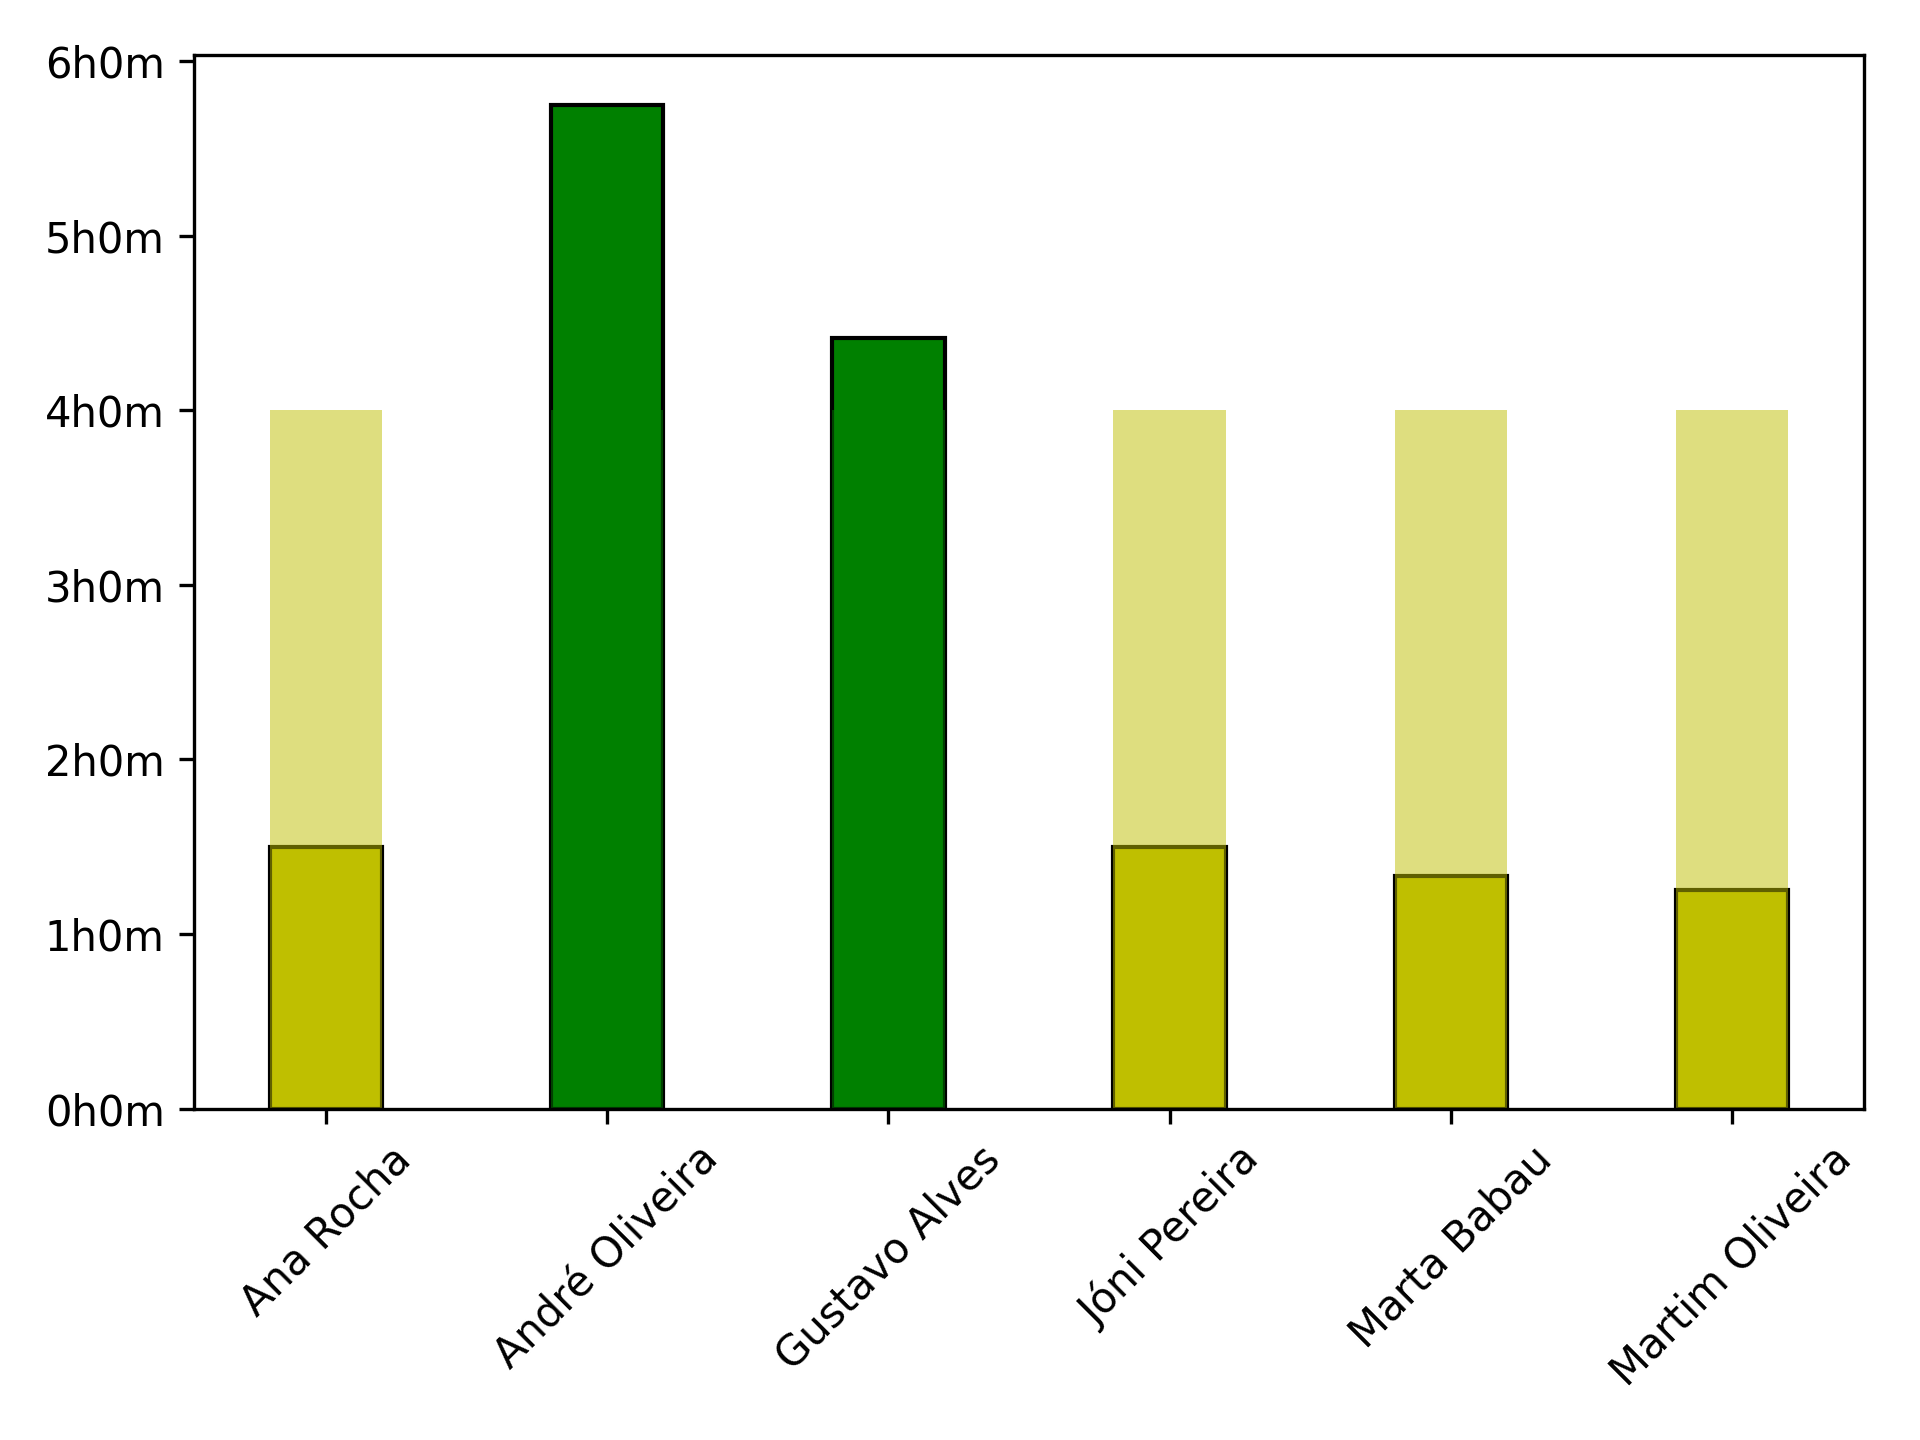 6h0m
5h0m
4h0m
3h0m
2h0m
1h0m
0h0m
Ana Rocha
André Oliveira
Gustavo Alves
Jóni Pereira
Marta Babau
Martim Oliveira